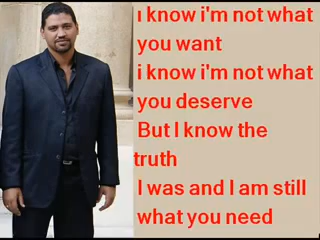 I know i'm not what
you want
i know i'm not what
you deserve
But I know the
truth
I was and I am still
what you need